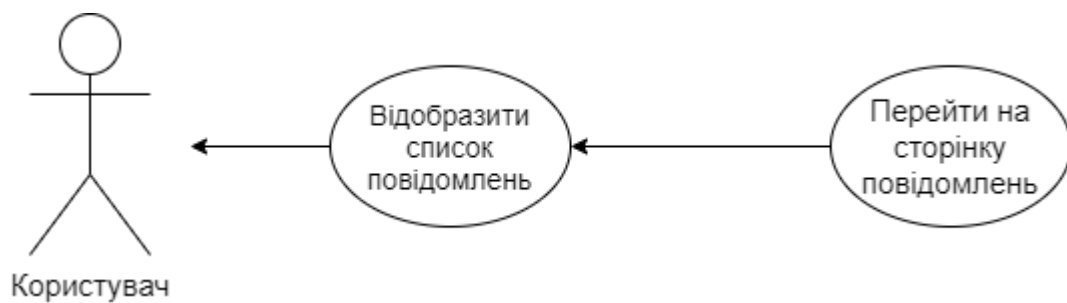 Відобразити
список
повідомлень
Перейти на
сторінку
повідомлень
Користувач